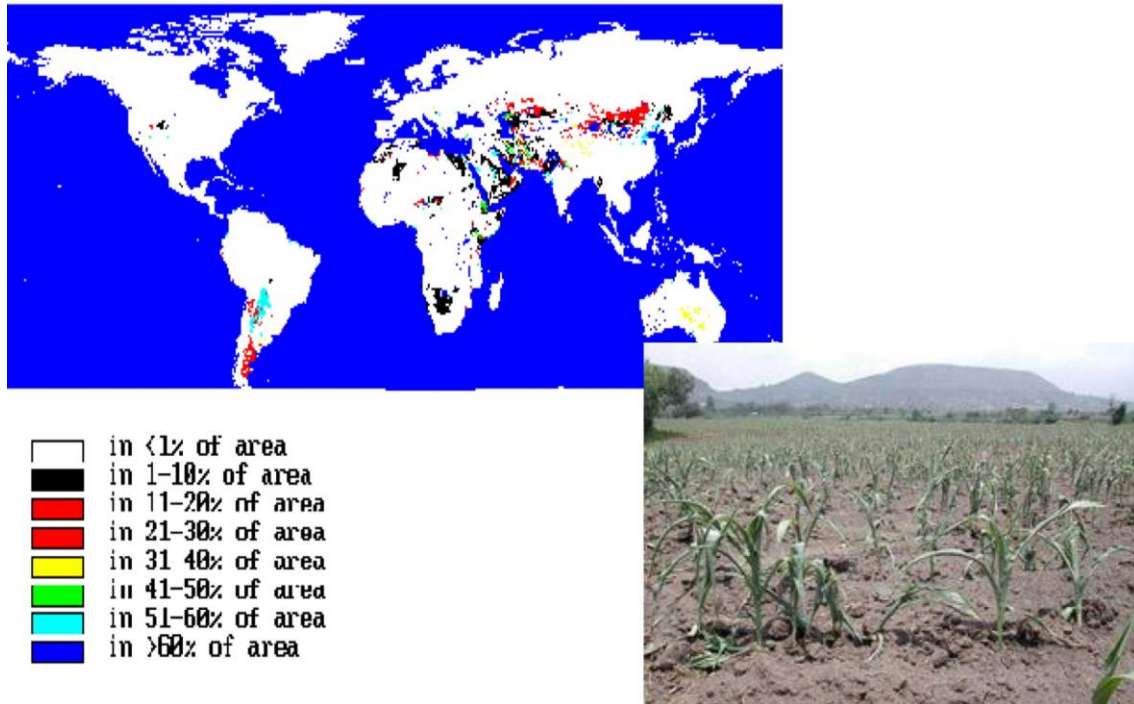 in <1% of area
in 1-10% of area
in 11-20% of area
in 21-30% of area
in 31 40% of area
in 41-50% of area
in 51-60% of area
in >60% of area